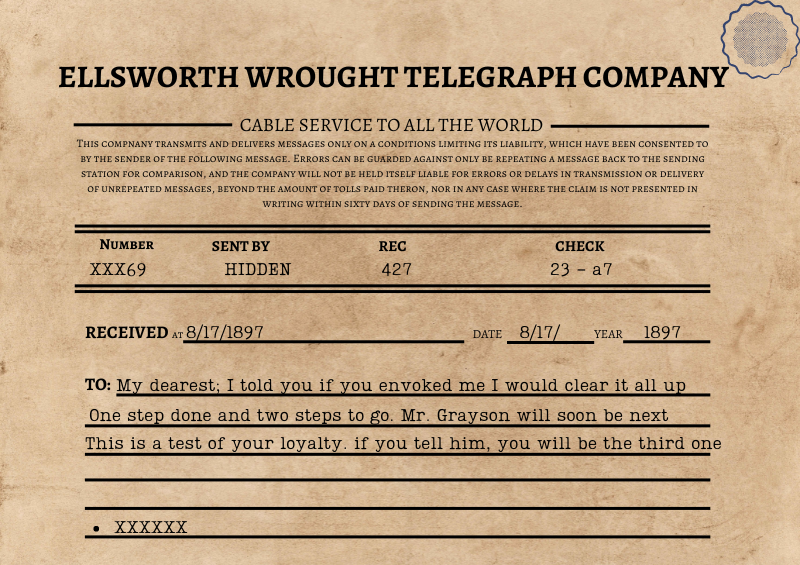 ELLSWORTH WROUGHT TELEGRAPH COMPANY
CABLE SERVICE TO ALL THE WORLD
This compnany transmits and delivers messages only on a conditions limiting its liability, which have been consented to
by the sender of the following message. Errors can be guarded against only be repeating a message back to the sending
station for comparison, and the company will not be held itself liable for errors or delays in transmission or delivery
of unrepeated messages, beyond the amount of tolls paid theron, nor in any case where the claim is not presented in
writing within sixty days of sending the message.
Number SENT BY REC CHECK
XXX69 HIDDEN 427 23 - a7
RECEIVED AT 8/17/1897 DATE 8/17/ YEAR 1897
TO: My dearest; I told you if you envoked me I would clear it all up
One step done and two steps to go. Mr. Grayson will soon be next
This is a test of your loyalty. if you tell him, you will be the third one
• XXXXXX